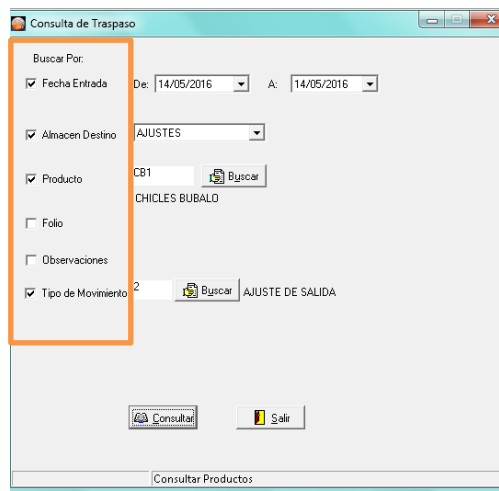 Consulta de Traspaso
Buscar Por:
Fecha Entrada De: 14/05/2016 A: 14/05/2016
Almacen Destino AJUSTES
Producto CB1 Buscar
CHICLES BUBALO
Folio
Observaciones
Tipo de Movimiento 2 Buscar AJUSTE DE SALIDA
Consultar Salir
Consultar Productos